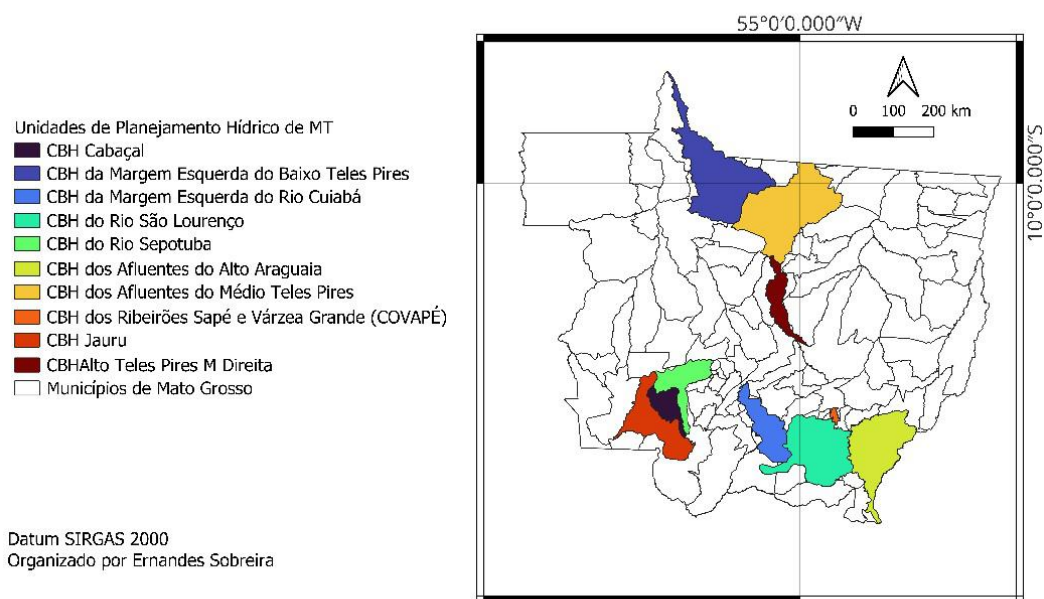 55°0'0.000"W
0 100 200 km
10°0'0.000"S
Unidades de Planejamento Hídrico de MT
CBH Cabaçal
CBH da Margem Esquerda do Baixo Teles Pires
CBH da Margem Esquerda do Rio Cuiabá
CBH do Rio São Lourenço
CBH do Rio Sepotuba
CBH dos Afluentes do Alto Araguaia
CBH dos Afluentes do Médio Teles Pires
CBH dos Ribeirões Sapé e Várzea Grande (COVAPÉ)
CBH Jauru
CBHAlto Teles Pires M Direita
Municípios de Mato Grosso
Datum SIRGAS 2000
Organizado por Ernandes Sobreira